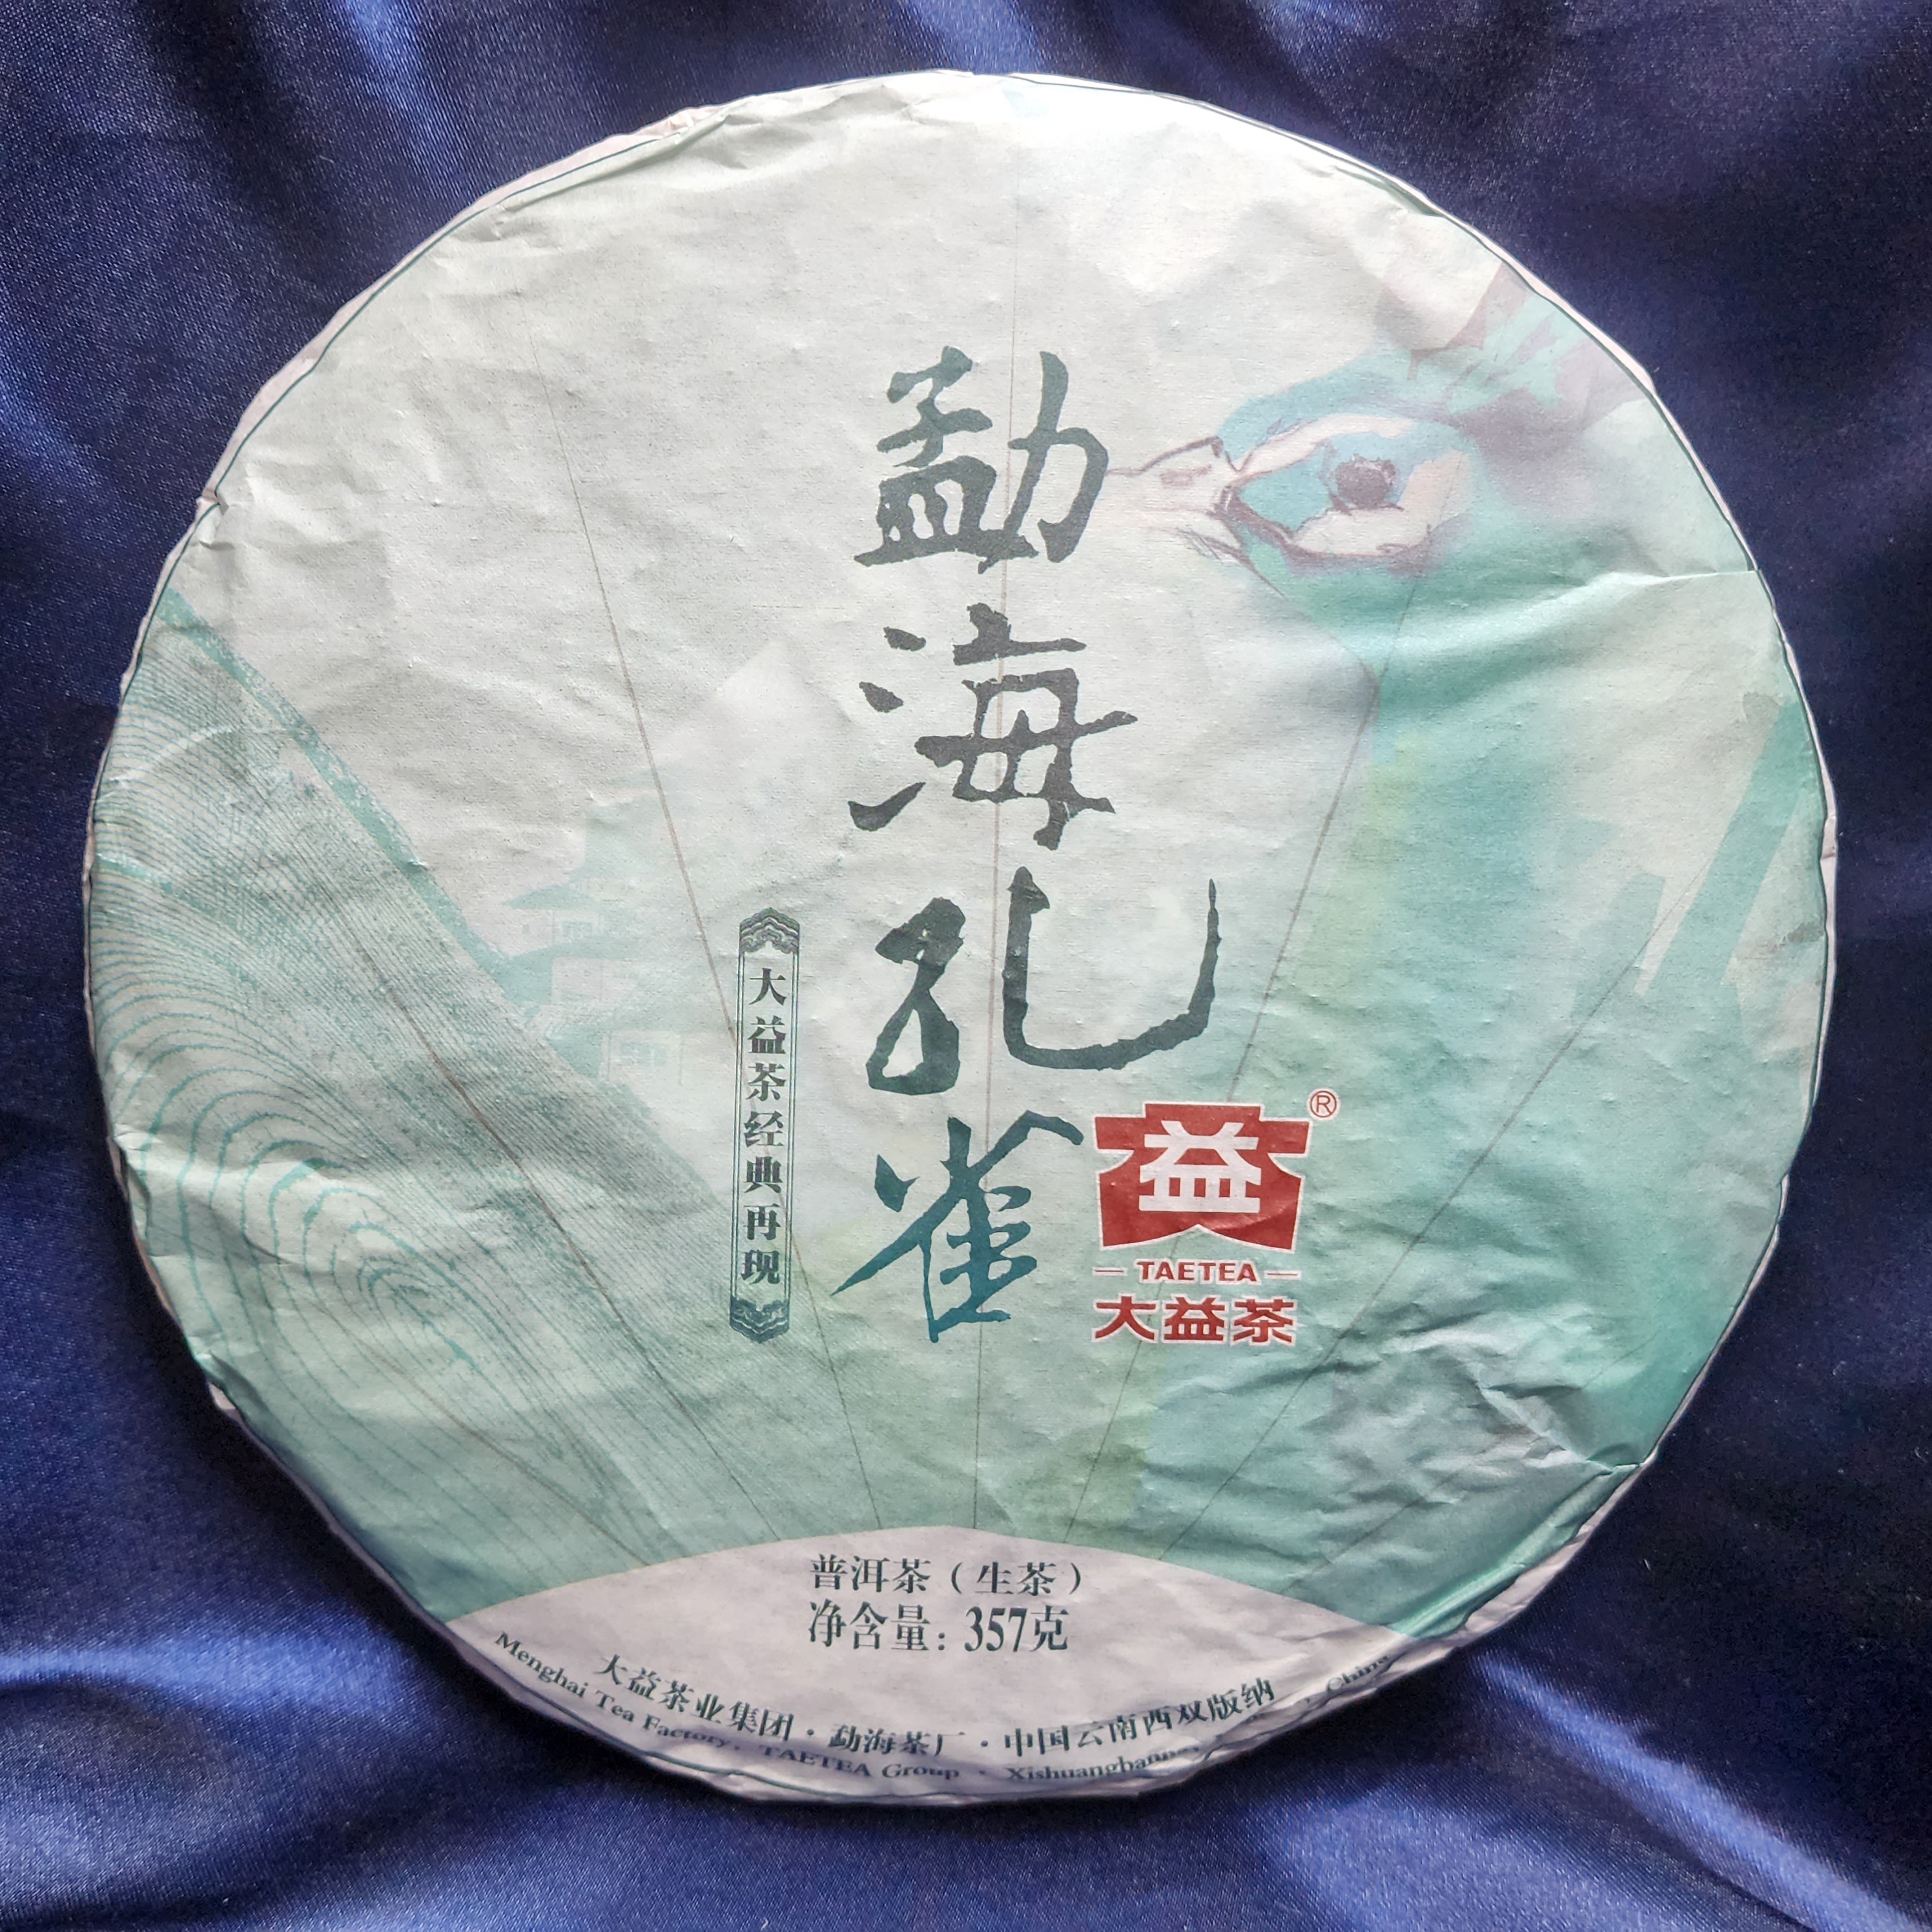 勐海孔雀
大益茶经典再现
益®
TAETEA
大益茶
普洱茶（生茶）
净含量：357克
大益茶业集团·勐海茶厂·中国云南西双版纳
Menghai Tea Factory, TAETEA Group · Xishuangbanna, China